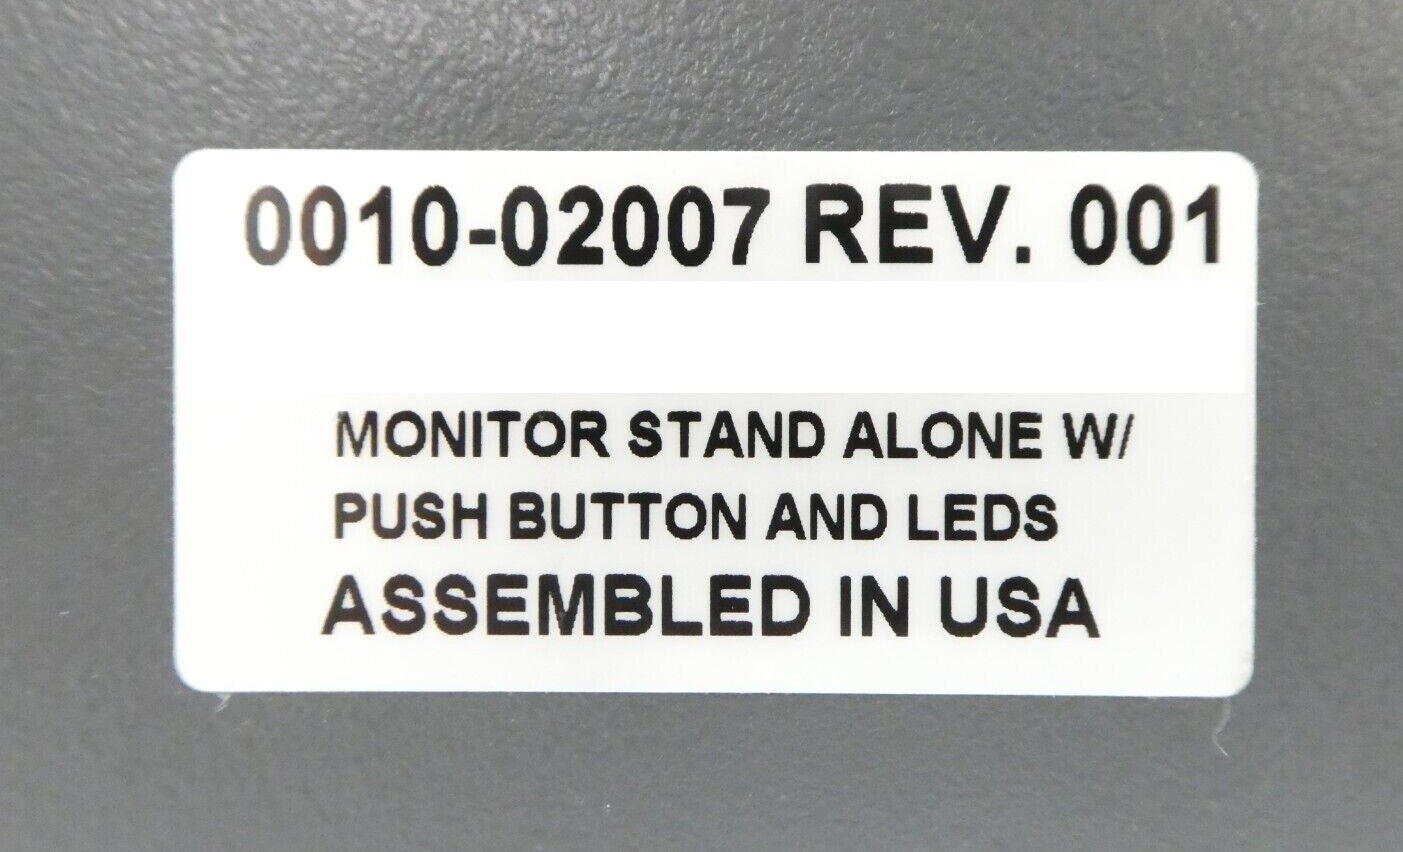 0010-02007 REV. 001
MONITOR STAND ALONE W/
PUSH BUTTON AND LEDS
ASSEMBLED IN USA